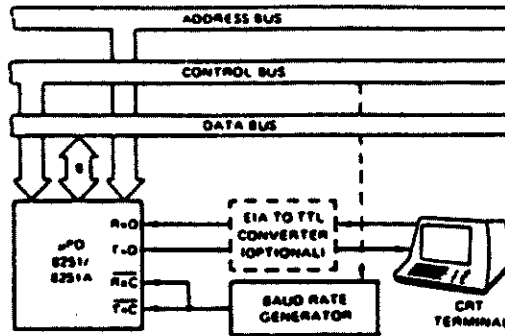 ADDRESS BUS
CONTROL BUS
DATA BUS
8
µPD
8251/
8251A
RxD
TxD
RxC
TxC
EIA TO TTL
CONVERTER
(OPTIONAL)
BAUD RATE
GENERATOR
CRT
TERMINAL